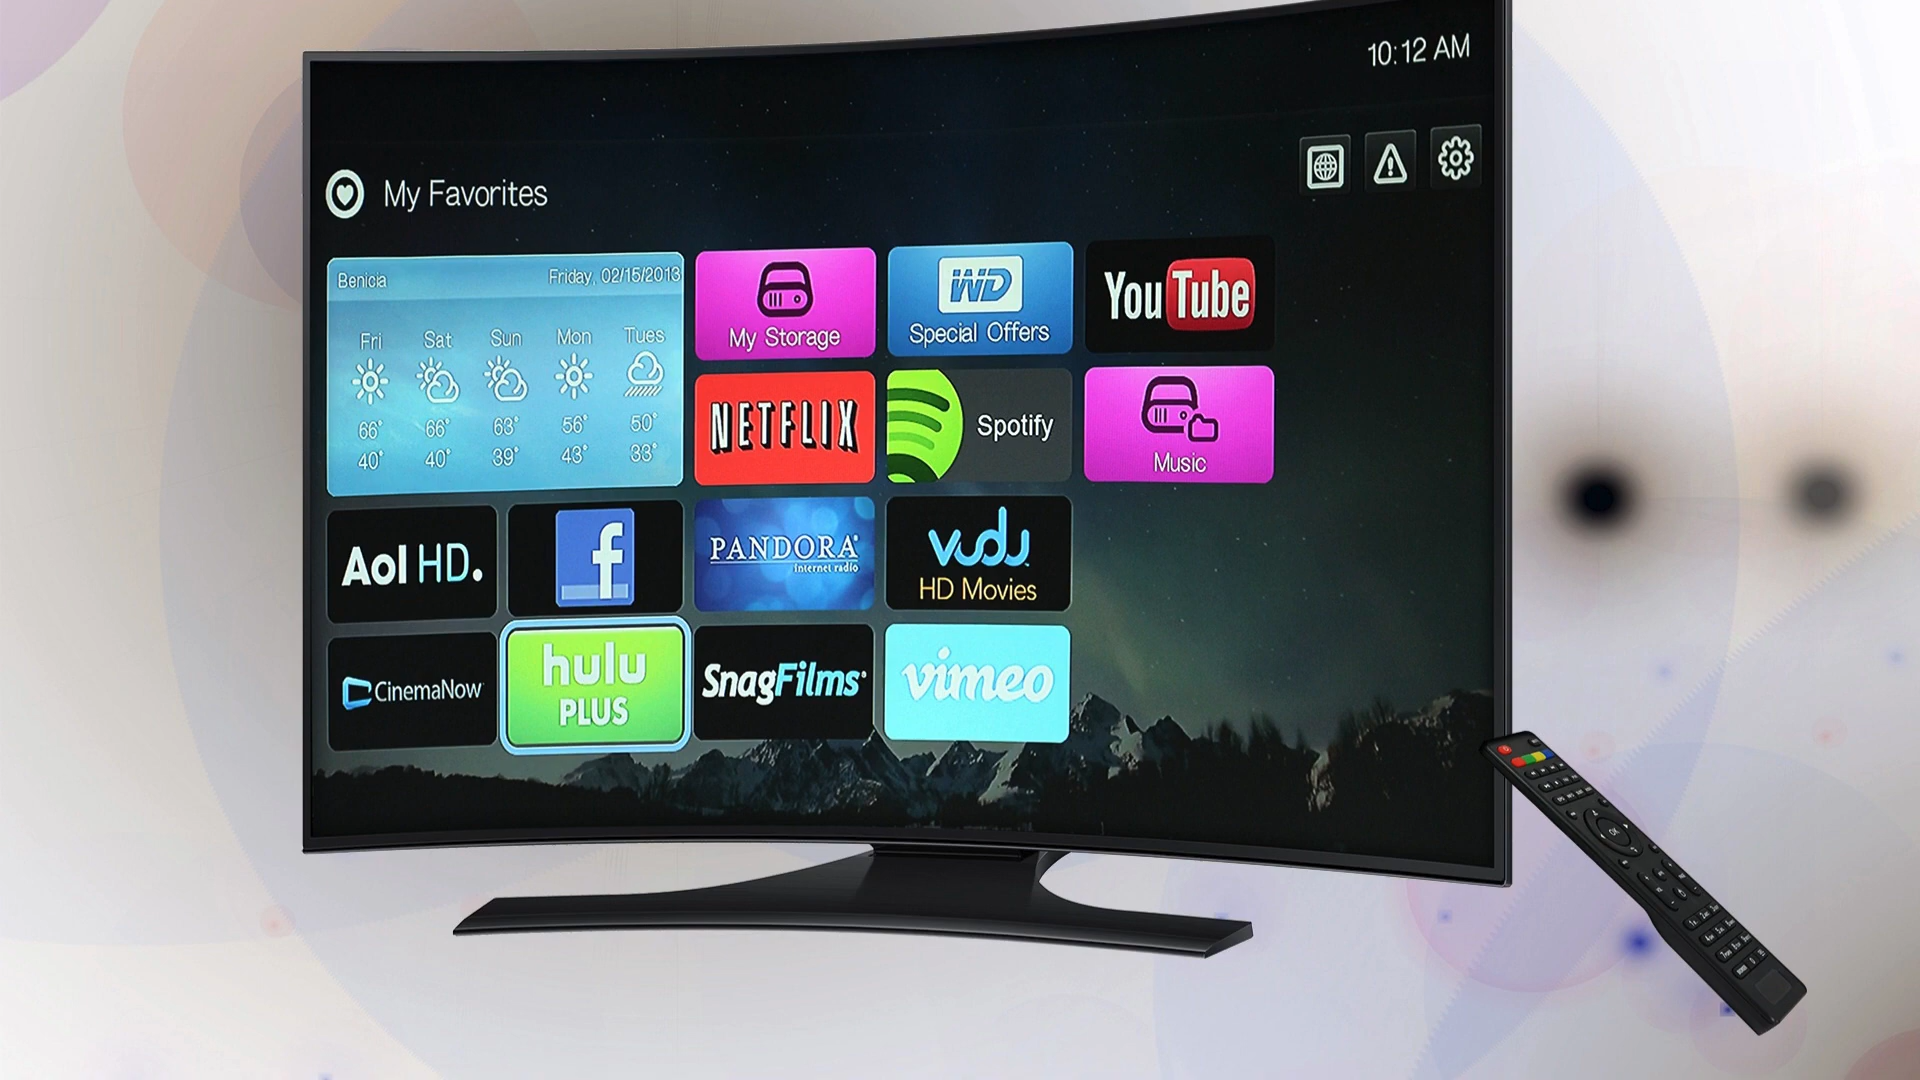 10:12 AM
My Favorites
Benicia
Friday, 02/15/2013
Fri Sat Sun Mon Tues
66° 66° 63° 56° 50°
40° 40° 39° 43° 33°
My Storage
WD
Special Offers
YouTube
NETFLIX
Spotify
Music
Aol HD.
f
PANDORA®
internet radio
vudu
HD Movies
CinemaNow
hulu
PLUS
SnagFilms
vimeo
OK